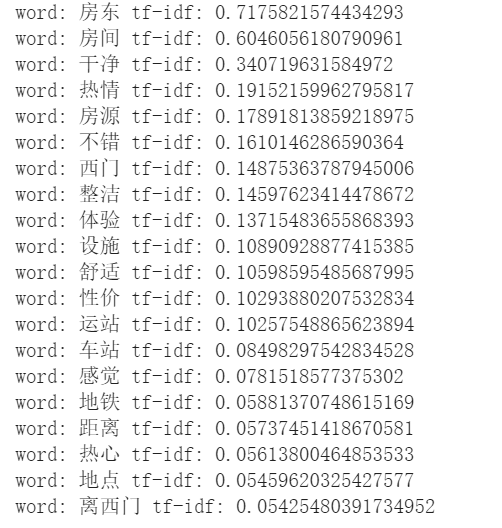 word: 房东 tf-idf: 0.7175821574434293
word: 房间 tf-idf: 0.6046056180790961
word: 干净 tf-idf: 0.340719631584972
word: 热情 tf-idf: 0.19152159962795817
word: 房源 tf-idf: 0.17891813859218975
word: 不错 tf-idf: 0.1610146286590364
word: 西门 tf-idf: 0.14875363787945006
word: 整洁 tf-idf: 0.14597623414478672
word: 体验 tf-idf: 0.13715483655868393
word: 设施 tf-idf: 0.10890928877415385
word: 舒适 tf-idf: 0.10598595485687995
word: 性价 tf-idf: 0.10293880207532834
word: 运站 tf-idf: 0.10257548865623894
word: 车站 tf-idf: 0.08498297542834528
word: 感觉 tf-idf: 0.0781518577375302
word: 地铁 tf-idf: 0.05881370748615169
word: 距离 tf-idf: 0.05737451418670581
word: 热心 tf-idf: 0.05613800464853533
word: 地点 tf-idf: 0.05459620325427577
word: 离西门 tf-idf: 0.05425480391734952